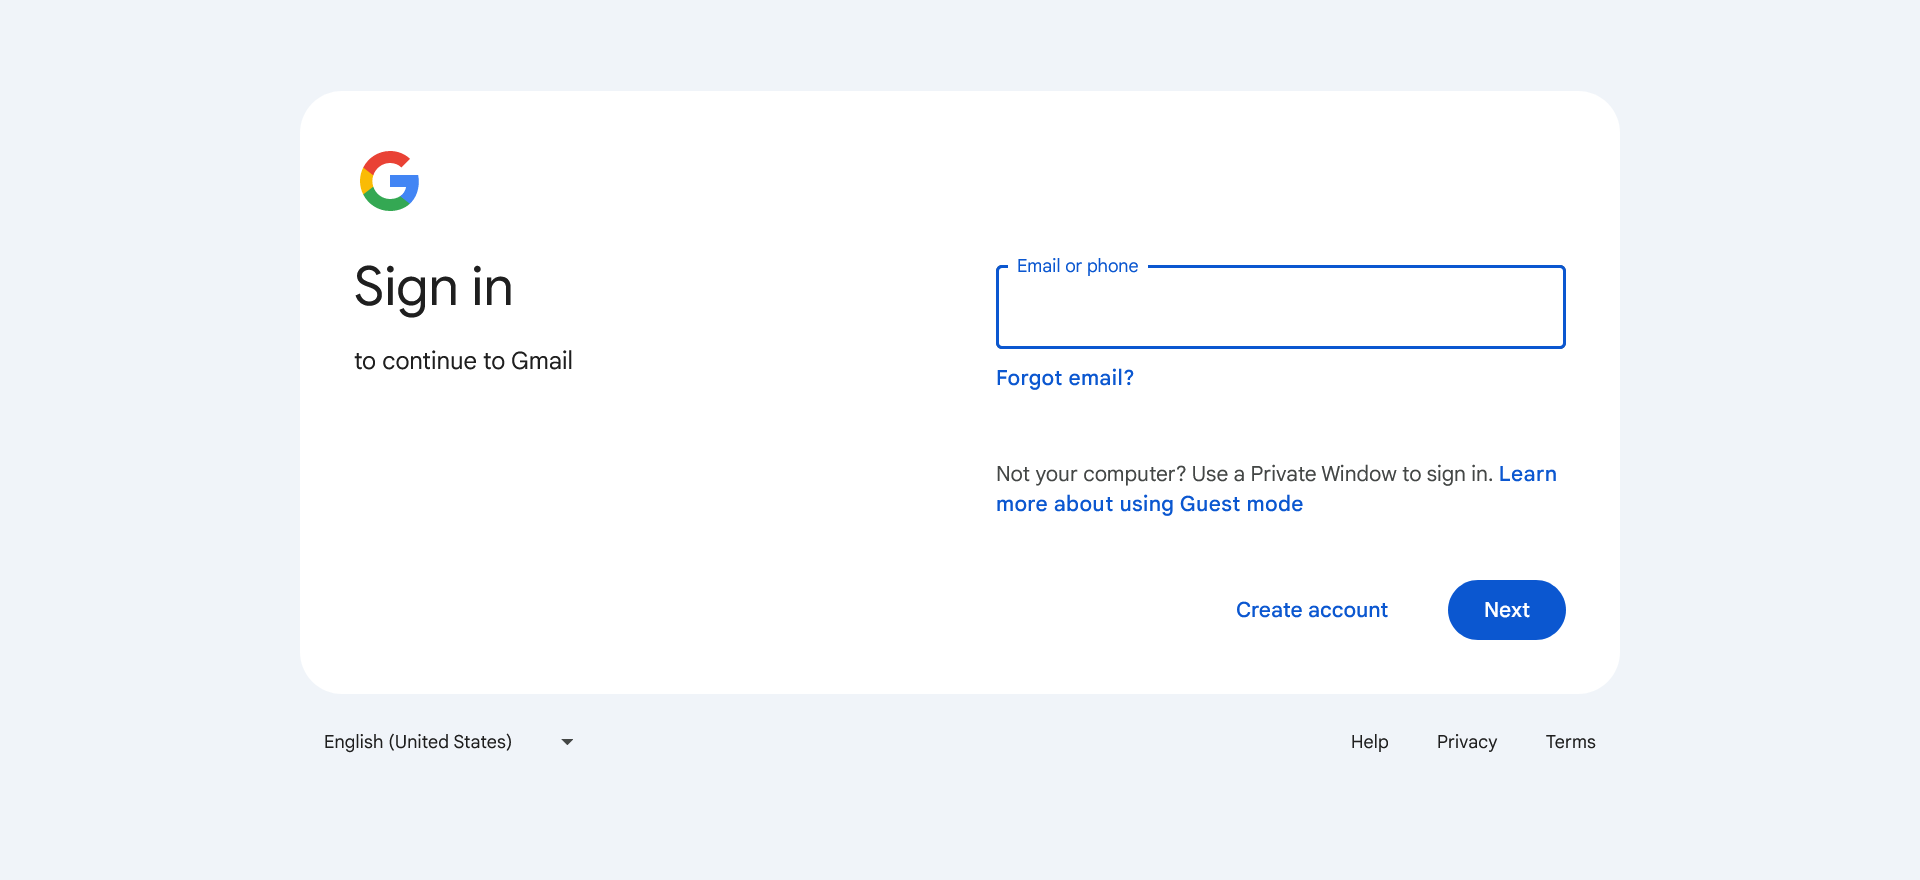 Sign in
to continue to Gmail
Email or phone
Forgot email?
Not your computer? Use a Private Window to sign in. Learn
more about using Guest mode
Create account
Next
English (United States)
Help
Privacy
Terms